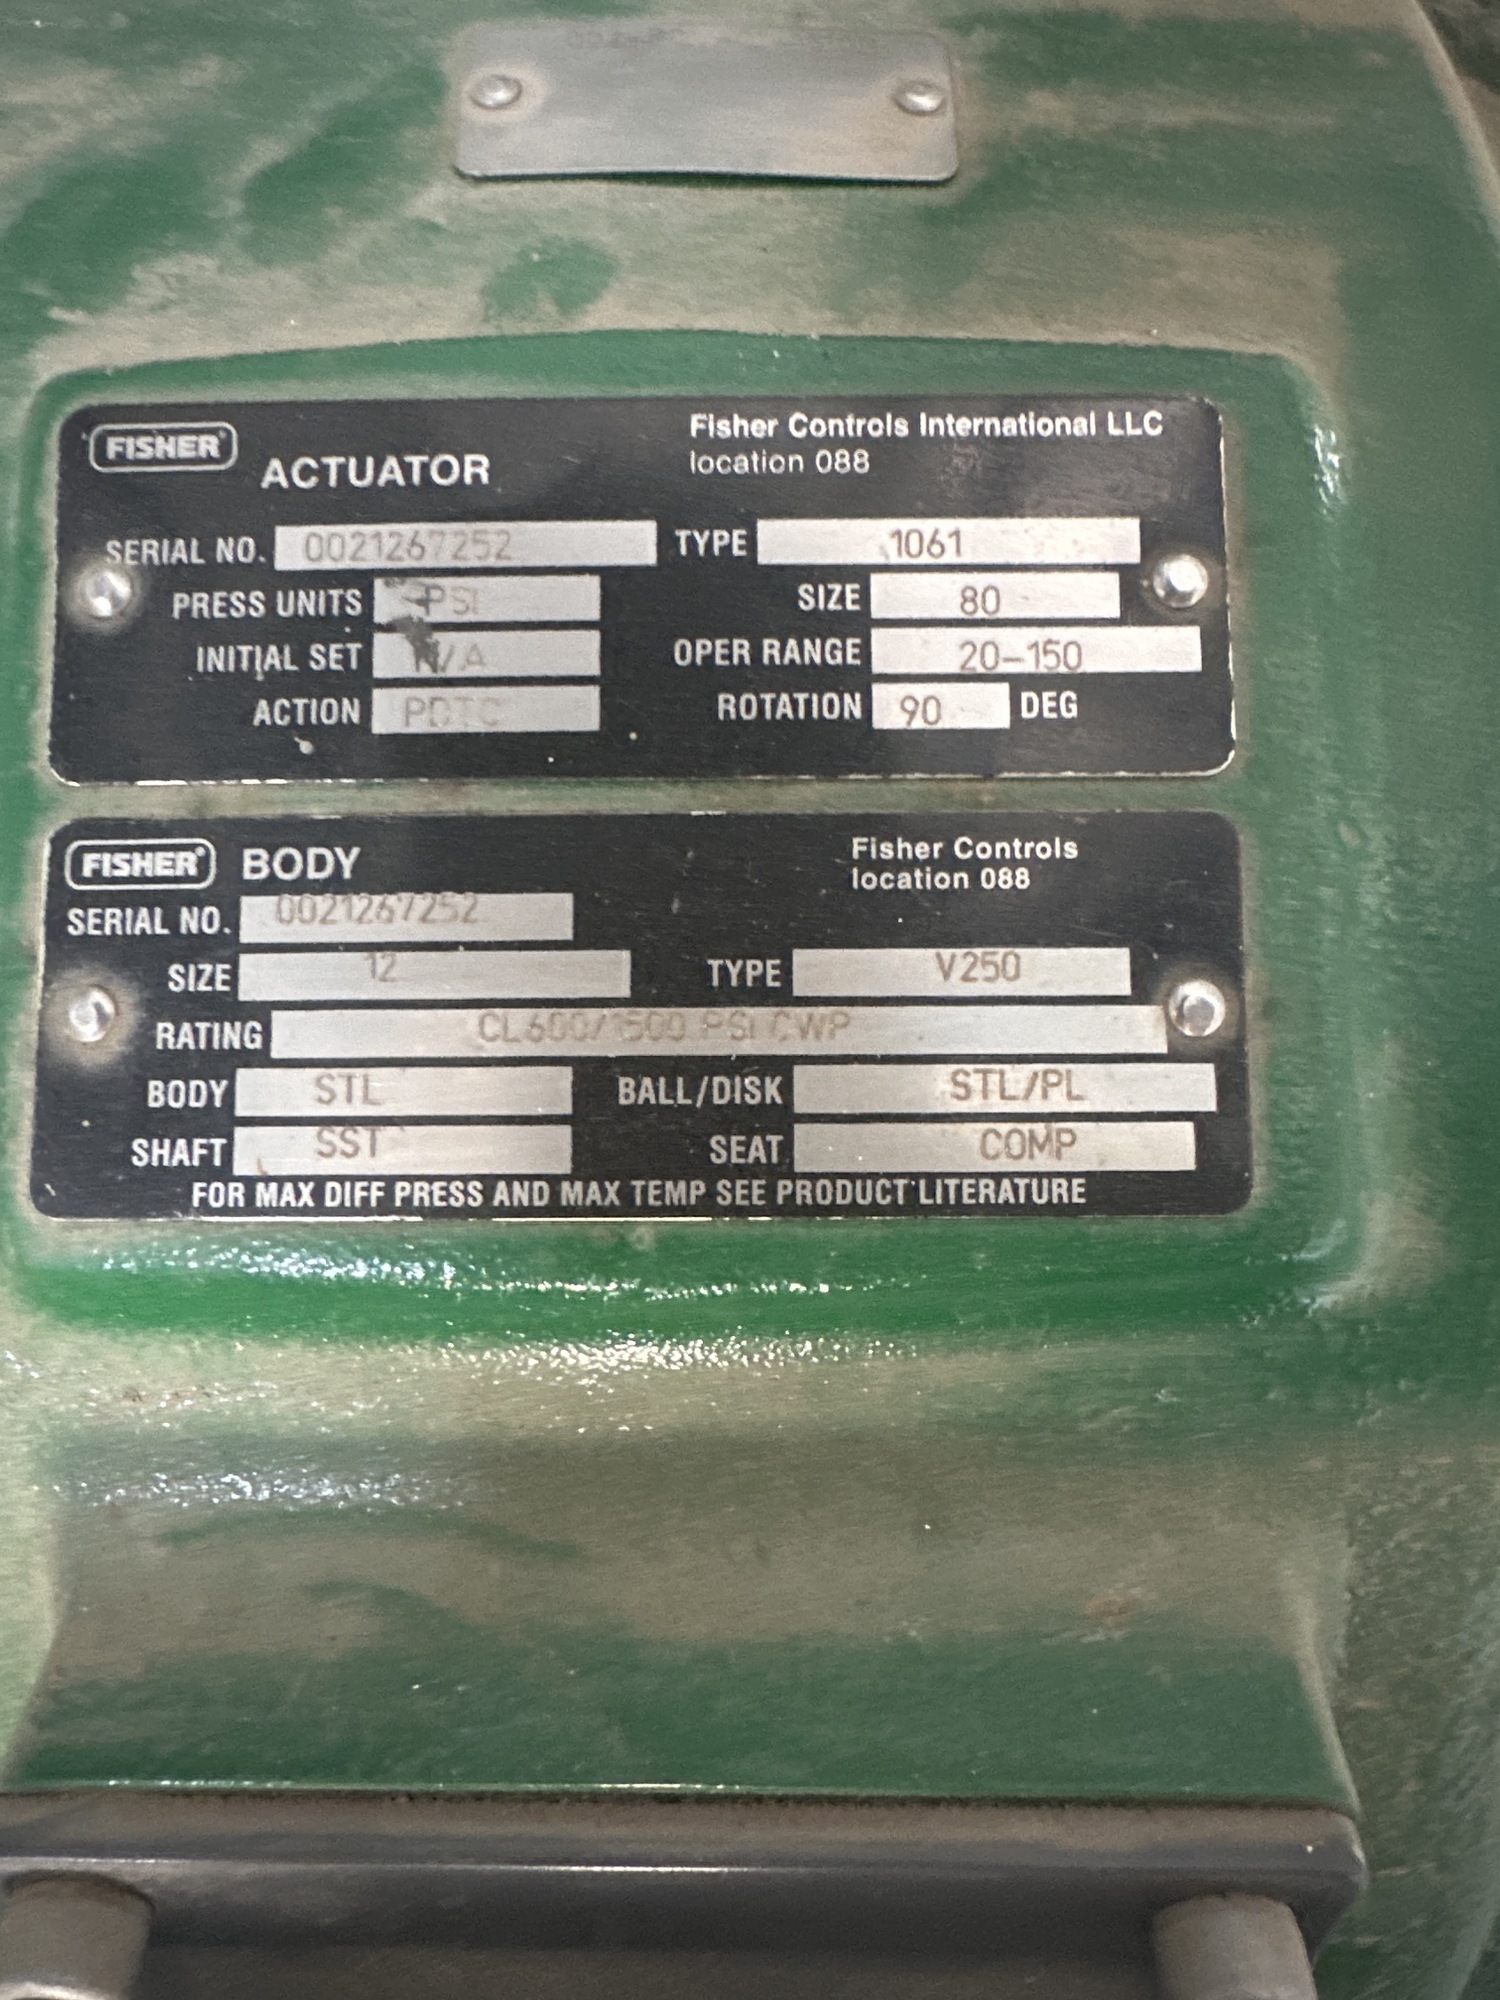 FISHER ACTUATOR
Fisher Controls International LLC
location 088
SERIAL NO. 0021267252 TYPE 1061
PRESS UNITS PSI SIZE 80
INITIAL SET N/A OPER RANGE 20-150
ACTION PDTC ROTATION 90 DEG
FISHER BODY
Fisher Controls
location 088
SERIAL NO. 0021267252
SIZE 12 TYPE V250
RATING CL600/1500 PSI CWP
BODY STL BALL/DISK STL/PL
SHAFT SST SEAT COMP
FOR MAX DIFF PRESS AND MAX TEMP SEE PRODUCT LITERATURE